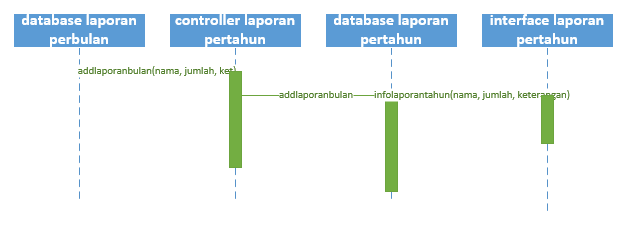 database laporan
perbulan
controller laporan
pertahun
database laporan
pertahun
interface laporan
pertahun
addlaporanbulan(nama, jumlah, ket)
addlaporanbulan
infolaporantahun(nama, jumlah, keterangan)